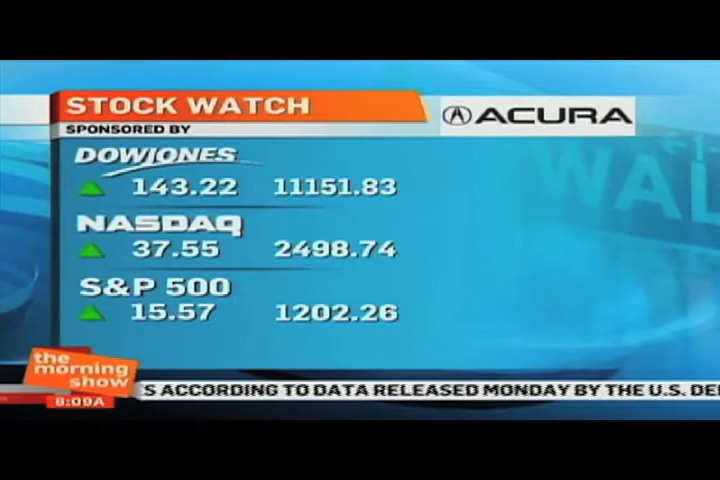 STOCK WATCH
SPONSORED BY
ACURA
DOWJONES
143.22 11151.83
NASDAQ
37.55 2498.74
S&P 500
15.57 1202.26
WAL
the morning show
8:09A
S ACCORDING TO DATA RELEASED MONDAY BY THE U.S. DE